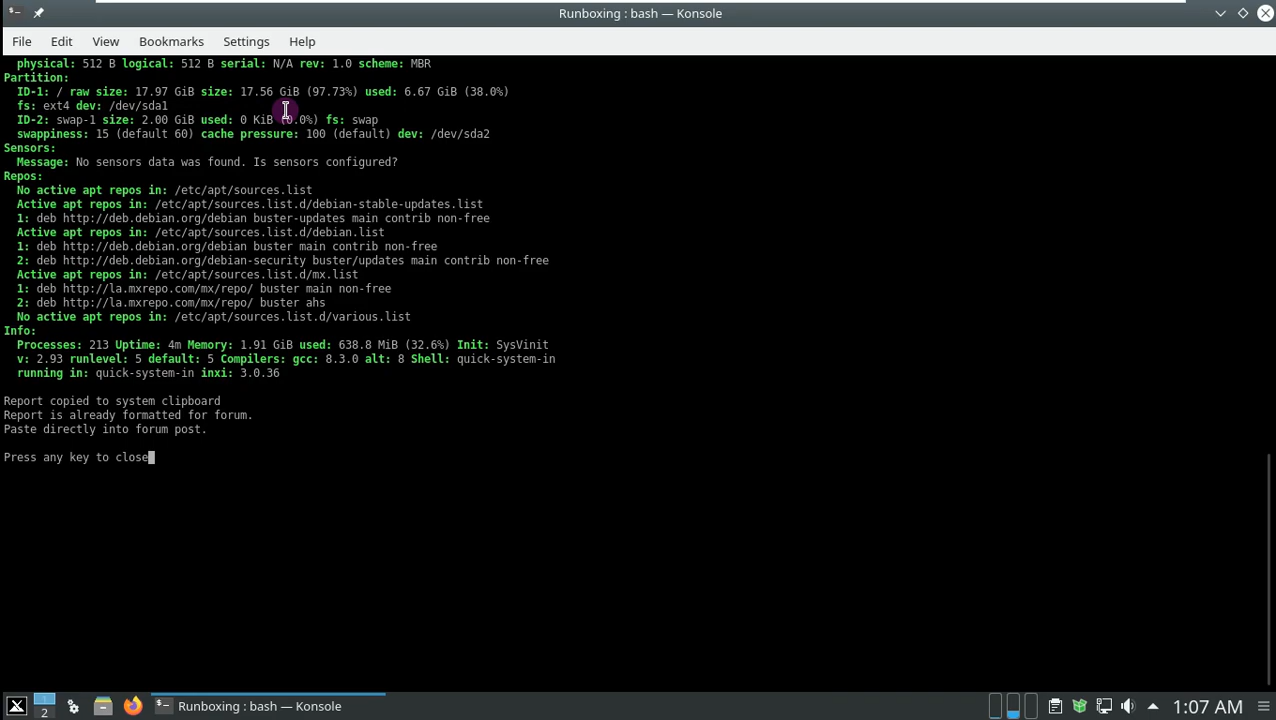 Runboxing : bash — Konsole
File Edit View Bookmarks Settings Help
physical: 512 B logical: 512 B serial: N/A rev: 1.0 scheme: MBR
Partition:
ID-1: / raw size: 17.97 GiB size: 17.56 GiB (97.73%) used: 6.67 GiB (38.0%)
fs: ext4 dev: /dev/sda1
ID-2: swap-1 size: 2.00 GiB used: 0 KiB (0.0%) fs: swap
swappiness: 15 (default 60) cache pressure: 100 (default) dev: /dev/sda2
Sensors:
Message: No sensors data was found. Is sensors configured?
Repos:
No active apt repos in: /etc/apt/sources.list
Active apt repos in: /etc/apt/sources.list.d/debian-stable-updates.list
1: deb http://deb.debian.org/debian buster-updates main contrib non-free
Active apt repos in: /etc/apt/sources.list.d/debian.list
1: deb http://deb.debian.org/debian buster main contrib non-free
2: deb http://deb.debian.org/debian-security buster/updates main contrib non-free
Active apt repos in: /etc/apt/sources.list.d/mx.list
1: deb http://la.mxrepo.com/mx/repo/ buster main non-free
2: deb http://la.mxrepo.com/mx/repo/ buster ahs
No active apt repos in: /etc/apt/sources.list.d/various.list
Info:
Processes: 213 Uptime: 4m Memory: 1.91 GiB used: 638.8 MiB (32.6%) Init: SysVinit
v: 2.93 runlevel: 5 default: 5 Compilers: gcc: 8.3.0 alt: 8 Shell: quick-system-in
running in: quick-system-in inxi: 3.0.36
Report copied to system clipboard
Report is already formatted for forum.
Paste directly into forum post.
Press any key to close
2
Runboxing : bash — Konsole
1:07 AM